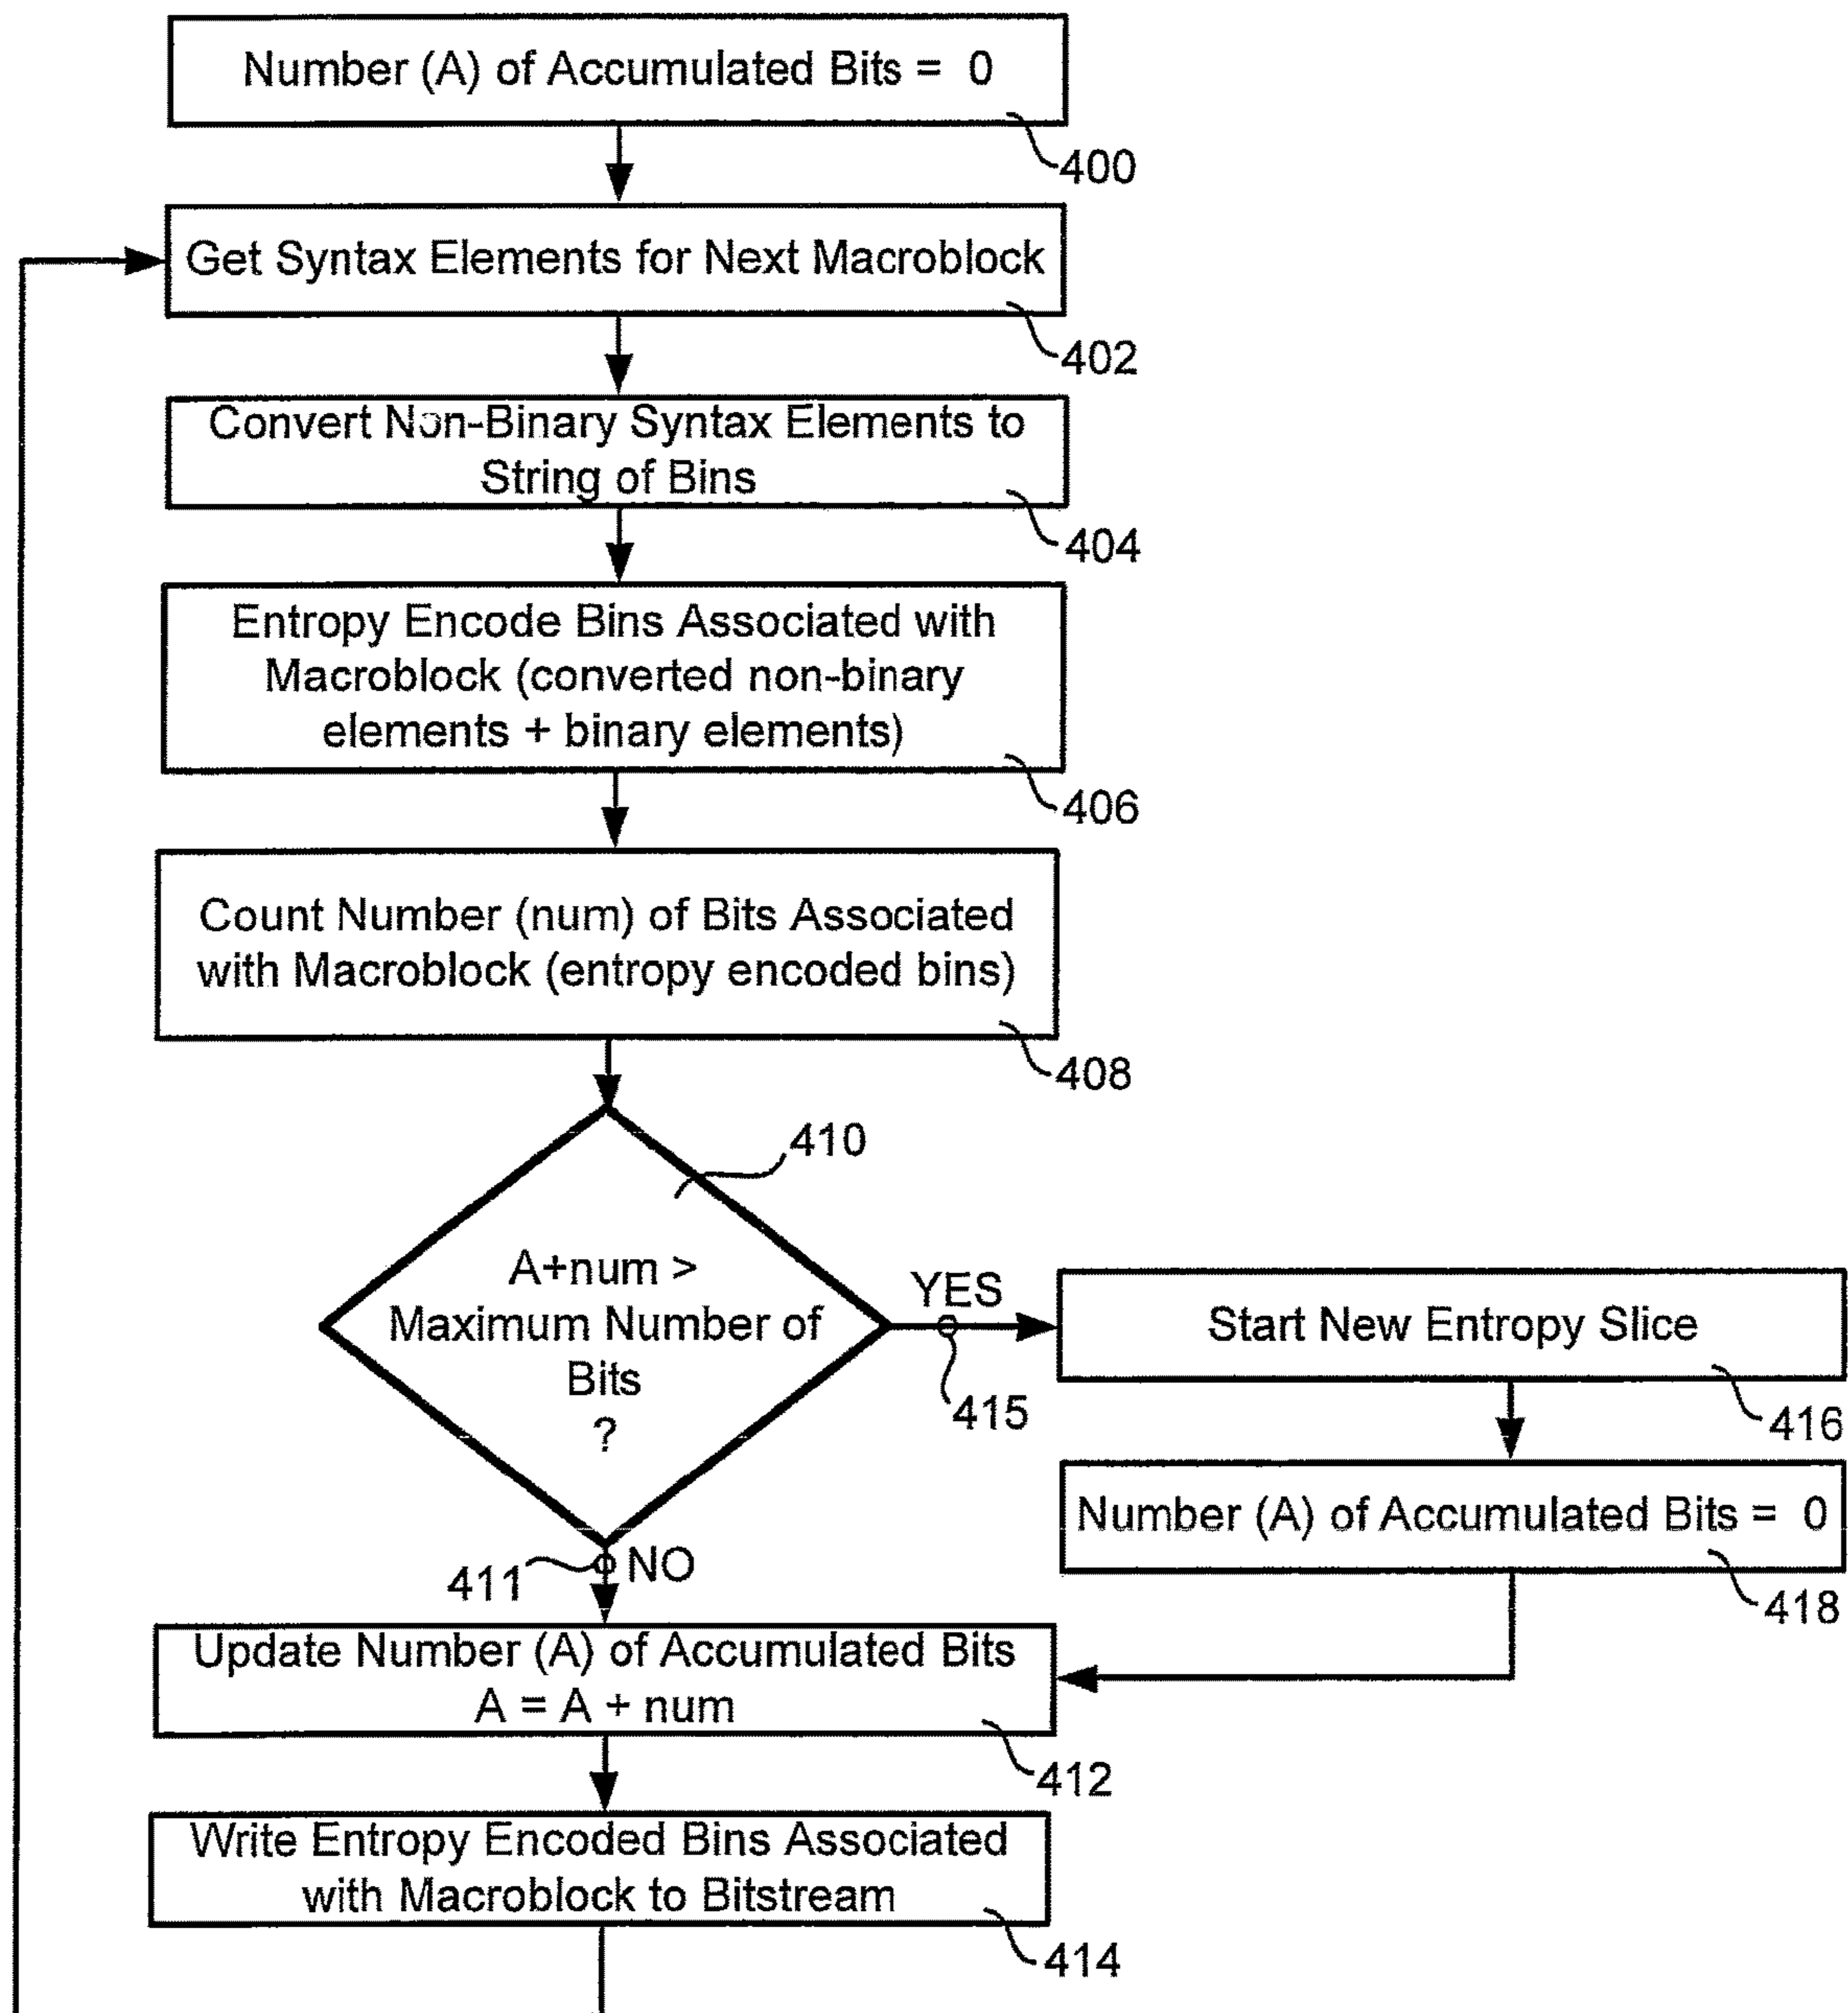 Number (A) of Accumulated Bits = 0
400
Get Syntax Elements for Next Macroblock
402
Convert Non-Binary Syntax Elements to
String of Bins
404
Entropy Encode Bins Associated with
Macroblock (converted non-binary
elements + binary elements)
406
Count Number (num) of Bits Associated
with Macroblock (entropy encoded bins)
408
410
A+num >
Maximum Number of
Bits
?
YES
415
Start New Entropy Slice
416
Number (A) of Accumulated Bits = 0
418
411
NO
Update Number (A) of Accumulated Bits
A = A + num
412
Write Entropy Encoded Bins Associated
with Macroblock to Bitstream
414